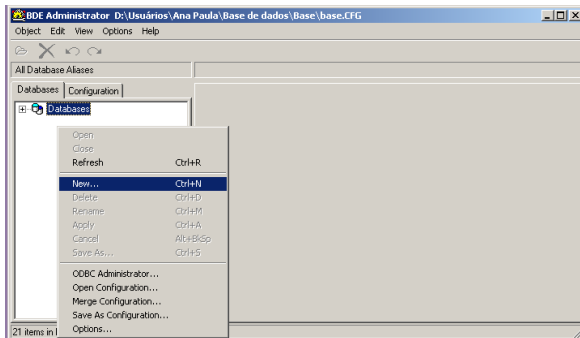 BDE Administrator D:\Usuários\Ana Paula\Base de dados\Base\base.CFG
Object Edit View Options Help
All Database Aliases
Databases Configuration
Databases
Open
Close
Refresh Ctrl+R
New... Ctrl+N
Delete Ctrl+D
Rename Ctrl+M
Apply Ctrl+A
Cancel Alt+BkSp
Save As... Ctrl+S
ODBC Administrator...
Open Configuration...
Merge Configuration...
Save As Configuration...
Options...
21 items in